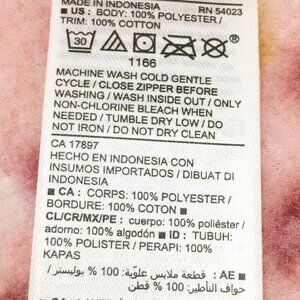 MADE IN INDONESIA RN 54023
■ US : BODY: 100% POLYESTER /
TRIM: 100% COTTON
30
1166
MACHINE WASH COLD GENTLE
CYCLE / CLOSE ZIPPER BEFORE
WASHING / WASH INSIDE OUT / ONLY
NON-CHLORINE BLEACH WHEN
NEEDED / TUMBLE DRY LOW / DO
NOT IRON / DO NOT DRY CLEAN
CA 17897
HECHO EN INDONESIA CON
INSUMOS IMPORTADOS / DIBUAT DI
INDONESIA
■ CA : CORPS: 100% POLYESTER /
BORDURE: 100% COTON ■
CL/CR/MX/PE : cuerpo: 100% poliéster /
adorno: 100% algodón ■ ID : TUBUH:
100% POLISTER / PERAPI: 100%
KAPAS
■ AE : قطعة ملابس علوية: 100 % بوليستر /
حواف التاطير: 100 % قطن